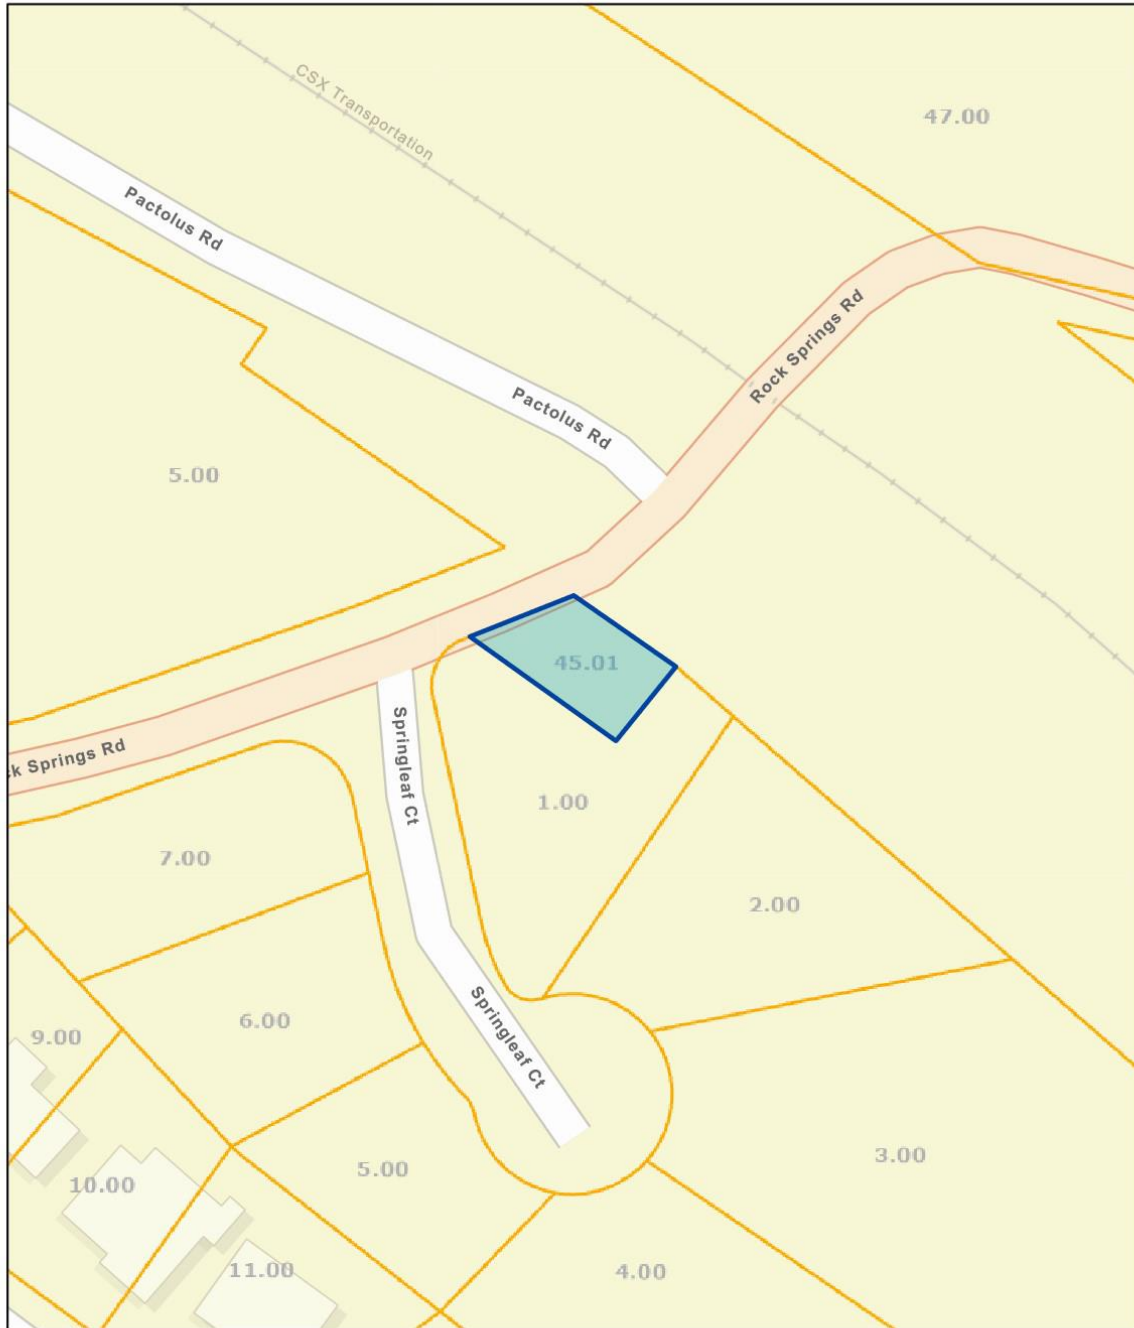 CSX Transportation
47.00
Pactolus Rd
Rock Springs Rd
Pactolus Rd
5.00
45.01
Springleaf Ct
ck Springs Rd
1.00
7.00
2.00
Springleaf Ct
6.00
9.00
3.00
5.00
10.00
11.00
4.00